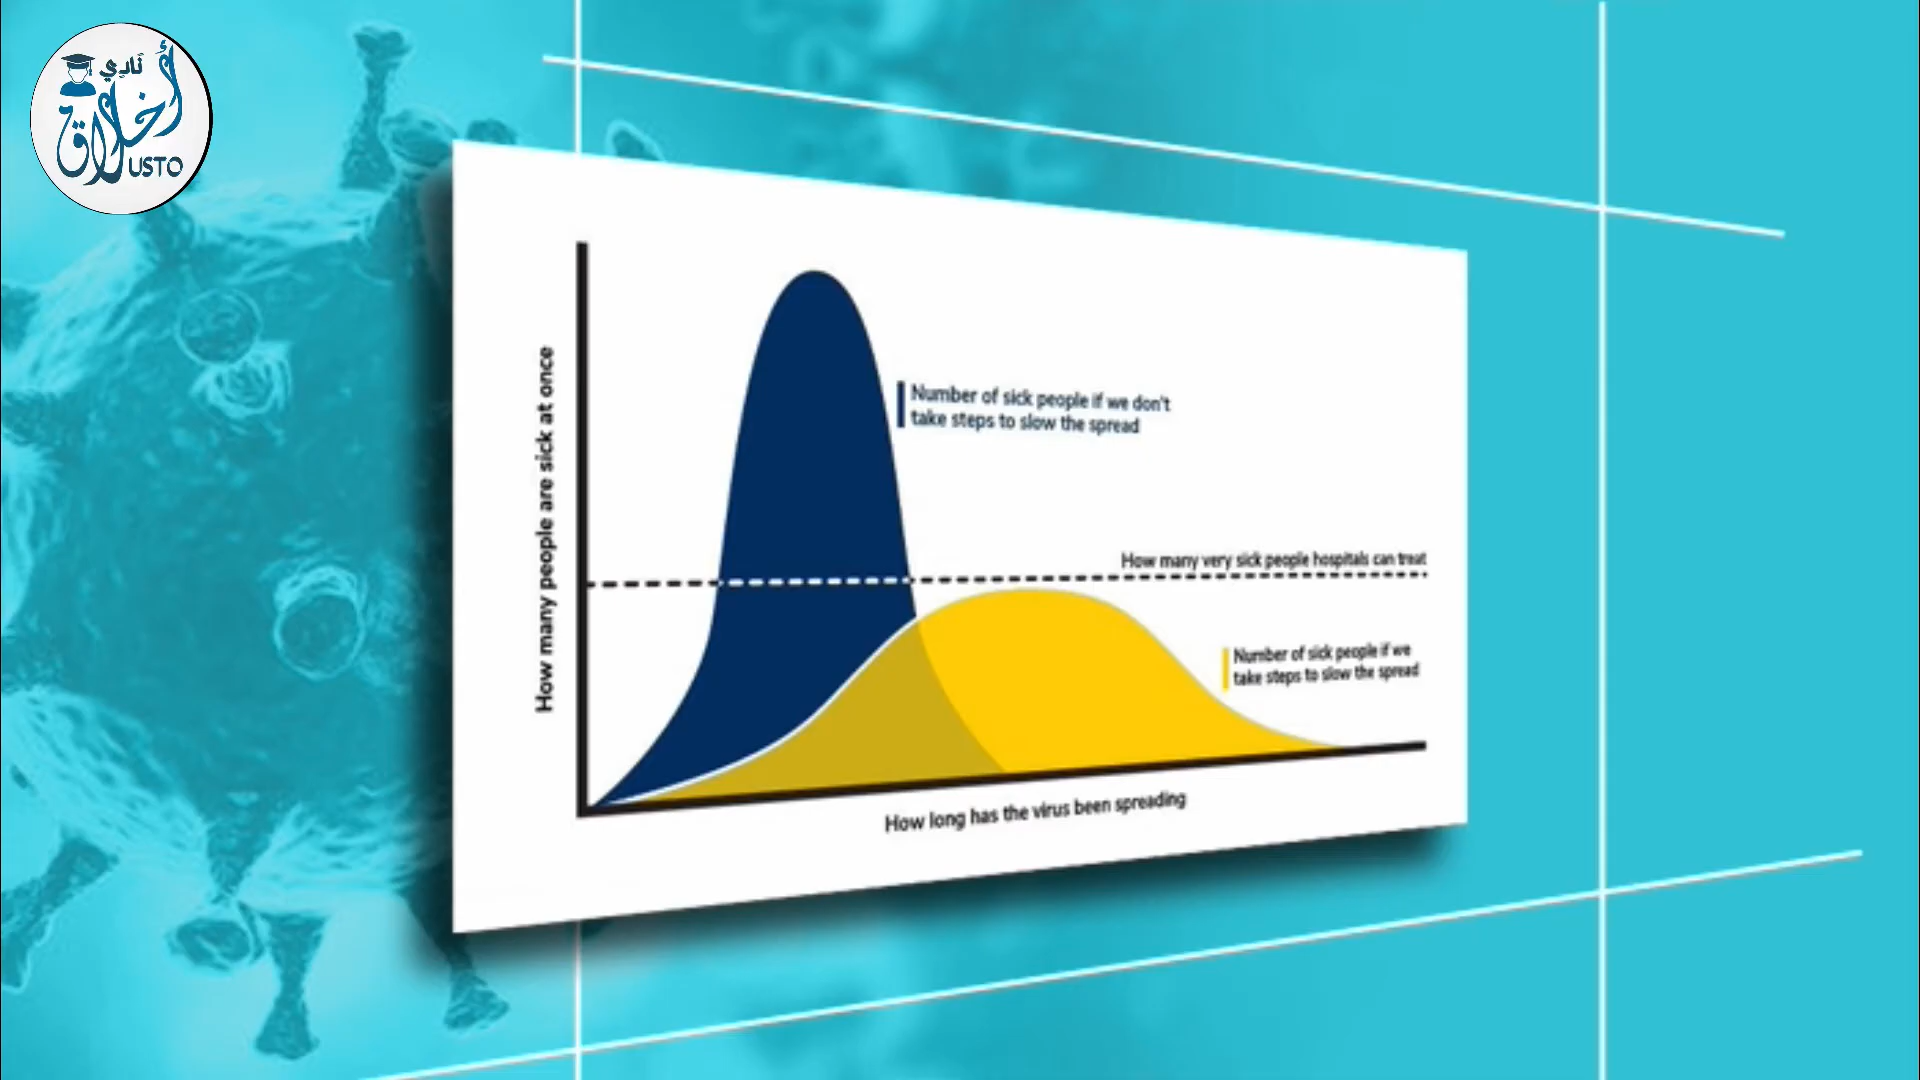 نَادِي
أخلاق
USTO
How many people are sick at once
Number of sick people if we don't
take steps to slow the spread
How many very sick people hospitals can treat
Number of sick people if we
take steps to slow the spread
How long has the virus been spreading